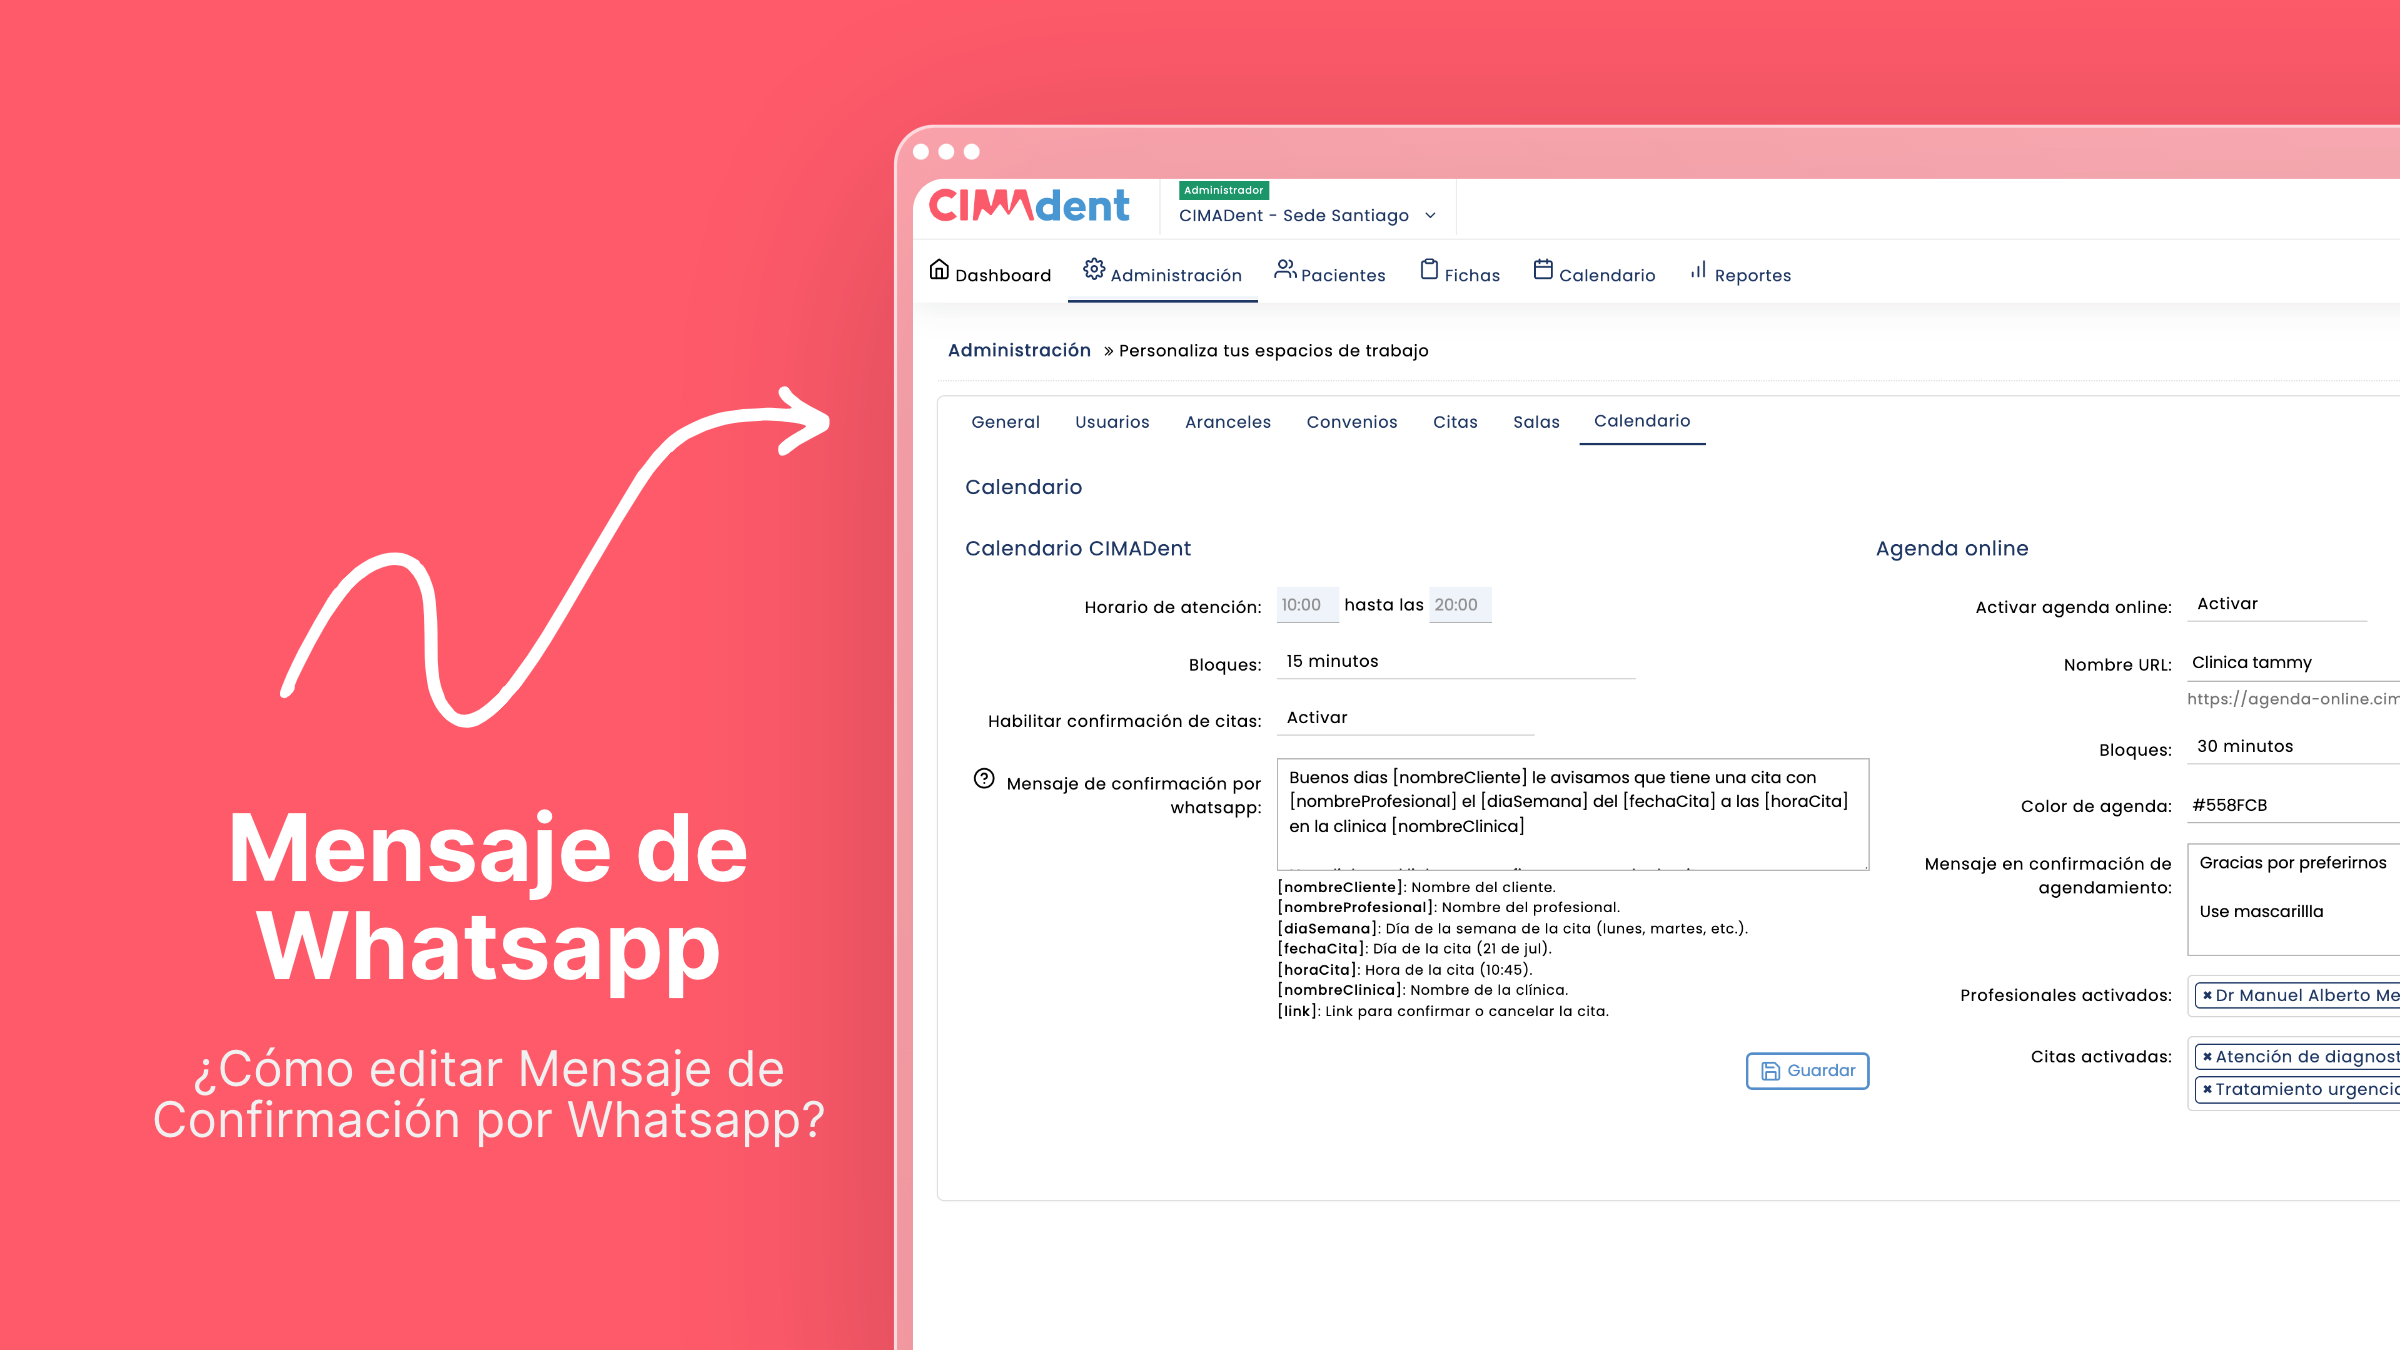 Mensaje de
Whatsapp
¿Cómo editar Mensaje de
Confirmación por Whatsapp?
CIMAdent
Administrador
CIMADent - Sede Santiago
Dashboard Administración Pacientes Fichas Calendario Reportes
Administración » Personaliza tus espacios de trabajo
General Usuarios Aranceles Convenios Citas Salas Calendario
Calendario
Calendario CIMADent
Horario de atención: 10:00 hasta las 20:00
Bloques: 15 minutos
Habilitar confirmación de citas: Activar
Mensaje de confirmación por
whatsapp:
Buenos dias [nombreCliente] le avisamos que tiene una cita con
[nombreProfesional] el [diaSemana] del [fechaCita] a las [horaCita]
en la clinica [nombreClinica]
[nombreCliente]: Nombre del cliente.
[nombreProfesional]: Nombre del profesional.
[diaSemana]: Día de la semana de la cita (lunes, martes, etc.).
[fechaCita]: Día de la cita (21 de jul).
[horaCita]: Hora de la cita (10:45).
[nombreClinica]: Nombre de la clínica.
[link]: Link para confirmar o cancelar la cita.
Guardar
Agenda online
Activar agenda online: Activar
Nombre URL: Clinica tammy
https://agenda-online.cim
Bloques: 30 minutos
Color de agenda: #558FCB
Mensaje en confirmación de
agendamiento:
Gracias por preferirnos
Use mascarillla
Profesionales activados: × Dr Manuel Alberto Me
Citas activadas: × Atención de diagnost
× Tratamiento urgencia